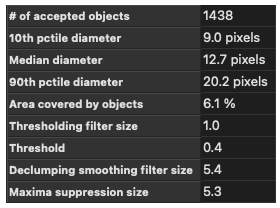 # of accepted objects 1438
10th pctile diameter 9.0 pixels
Median diameter 12.7 pixels
90th pctile diameter 20.2 pixels
Area covered by objects 6.1 %
Thresholding filter size 1.0
Threshold 0.4
Declumping smoothing filter size 5.4
Maxima suppression size 5.3